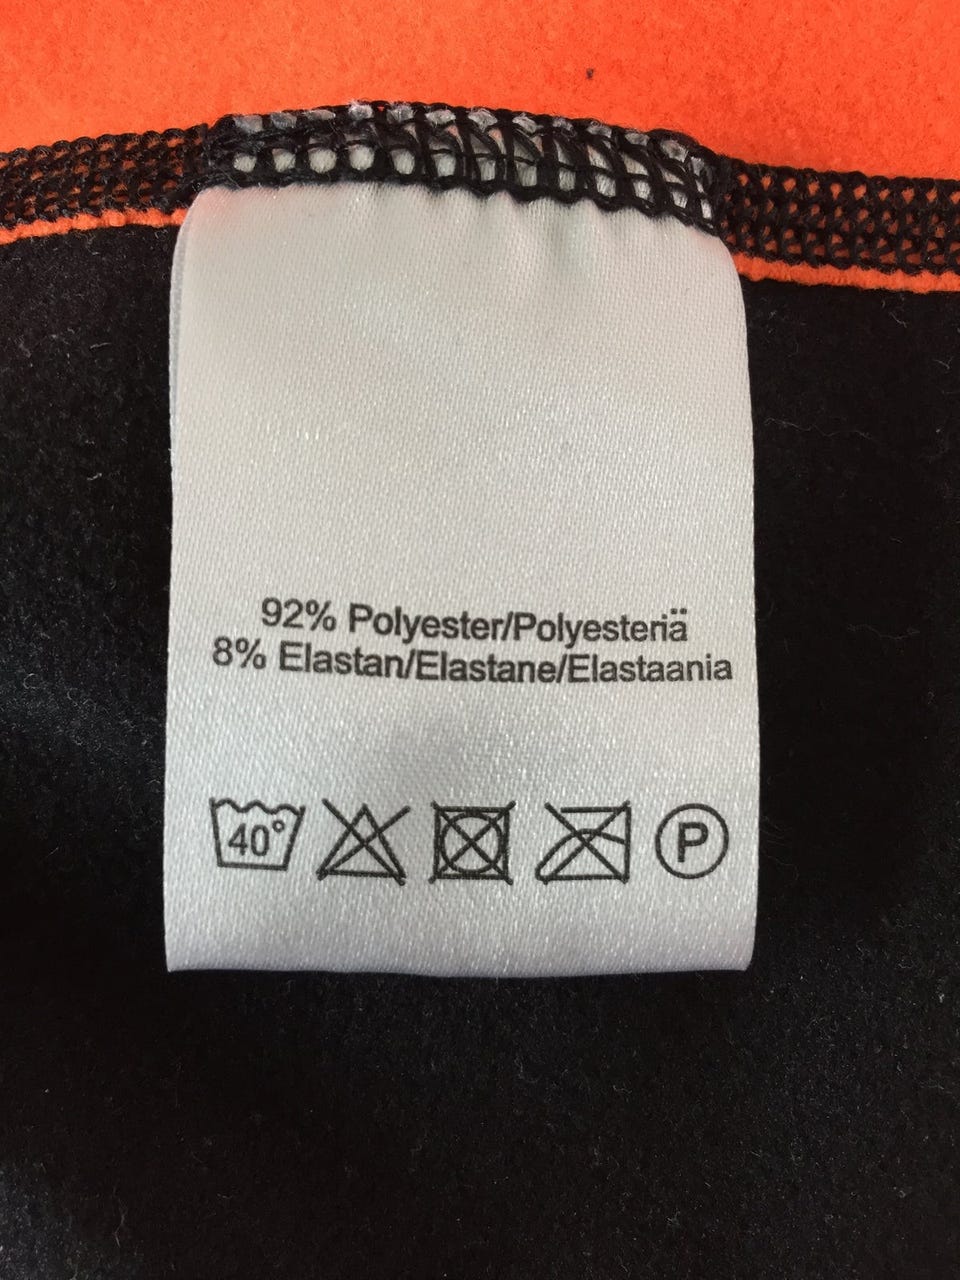 92% Polyester/Polyesteriä
8% Elastan/Elastane/Elastaania
40° P